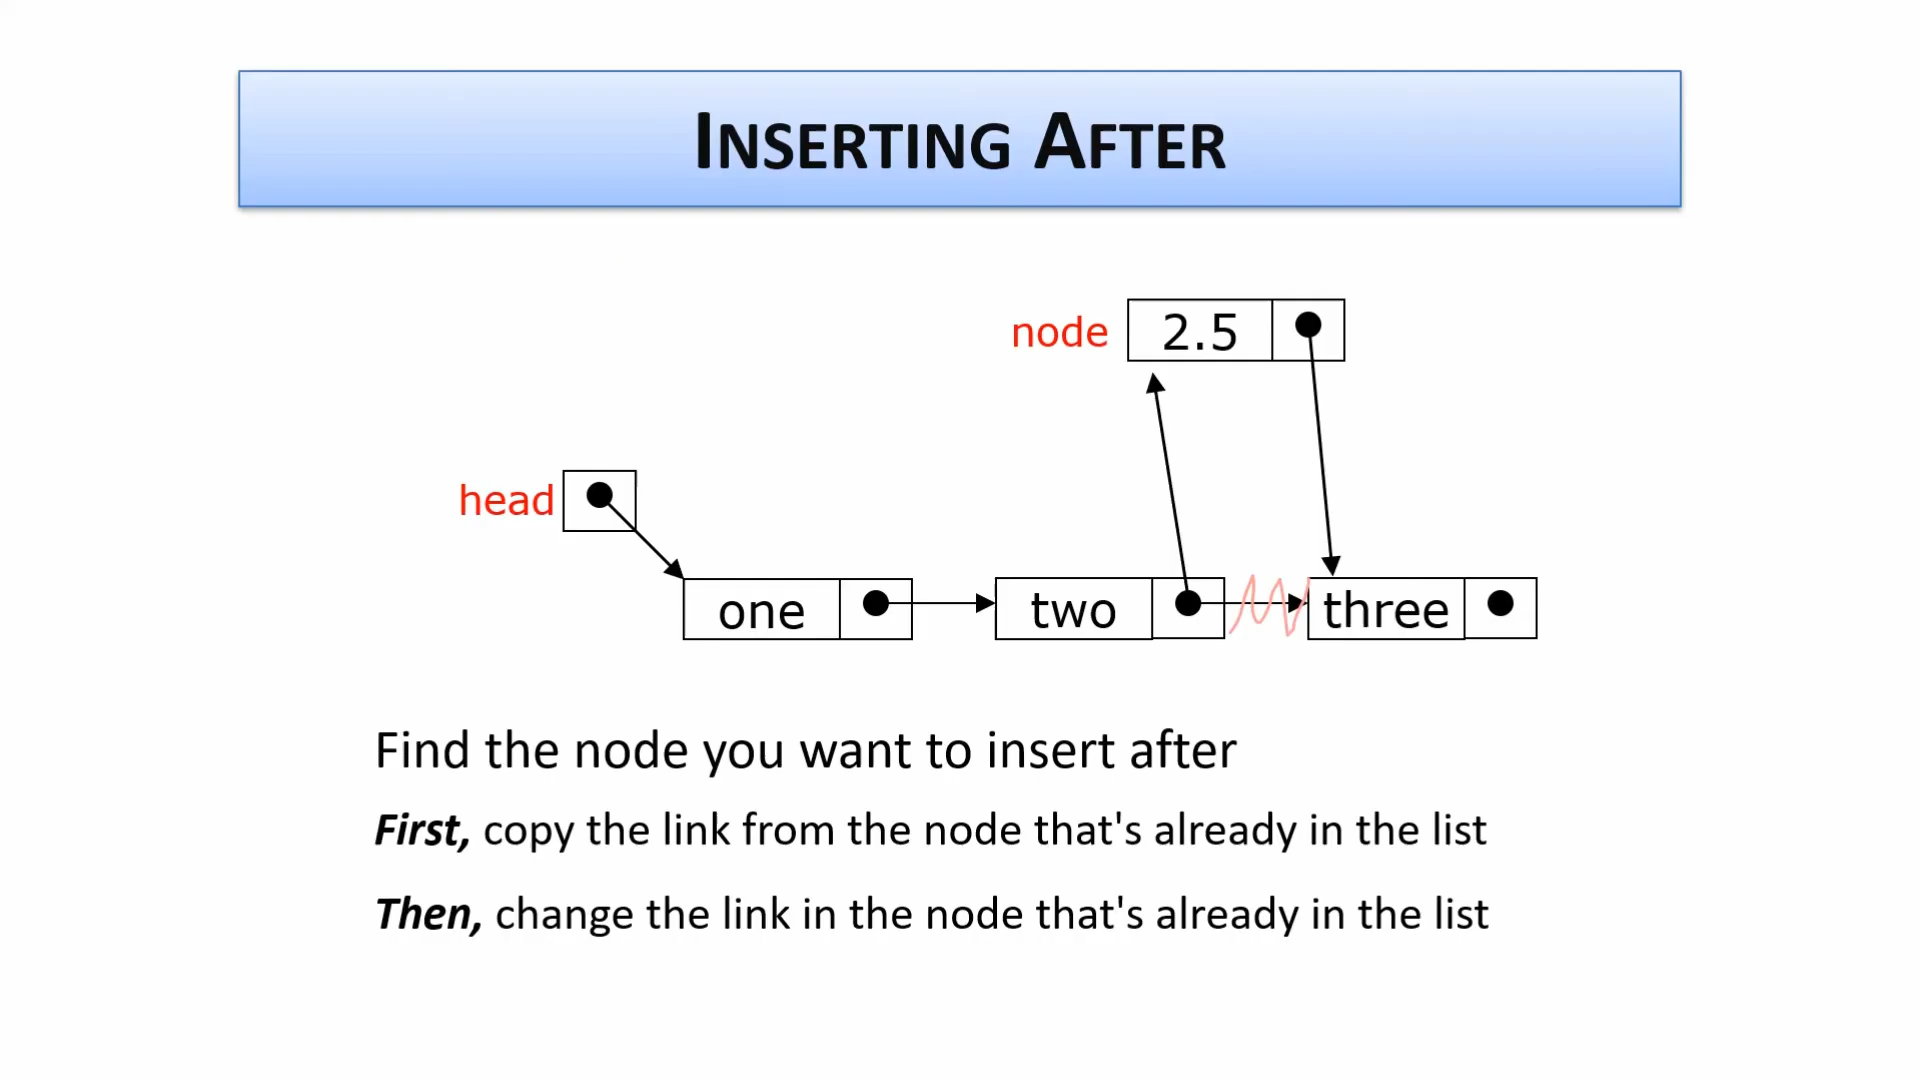 INSERTING AFTER
node 2.5
head
one two three
Find the node you want to insert after
First, copy the link from the node that's already in the list
Then, change the link in the node that's already in the list